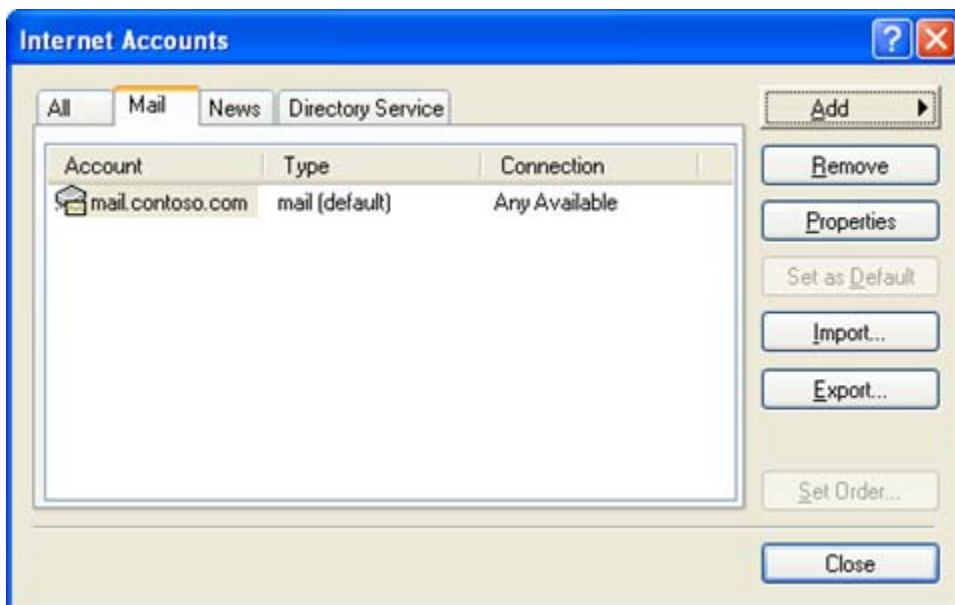 Internet Accounts
All Mail News Directory Service
Add
Account Type Connection
Remove
mail.contoso.com mail (default) Any Available
Properties
Set as Default
Import...
Export...
Set Order...
Close